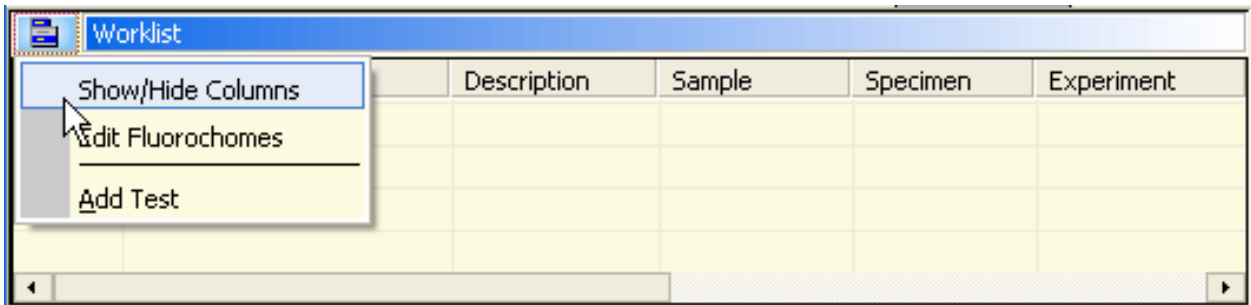 Worklist
Show/Hide Columns
Description Sample Specimen Experiment
Edit Fluorochomes
Add Test